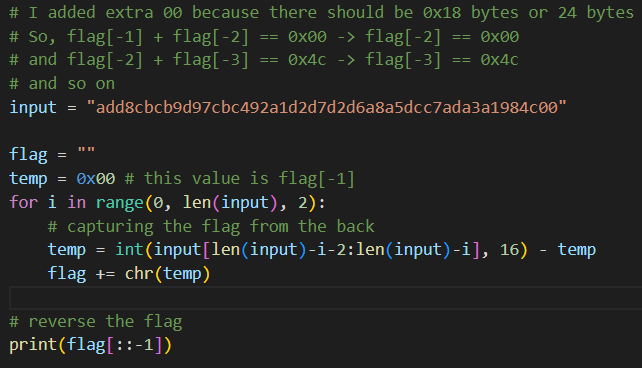 # I added extra 00 because there should be 0x18 bytes or 24 bytes
# So, flag[-1] + flag[-2] == 0x00 -> flag[-2] == 0x00
# and flag[-2] + flag[-3] == 0x4c -> flag[-3] == 0x4c
# and so on
input = "add8cbcb9d97cbc492a1d2d7d2d6a8a5dcc7ada3a1984c00"
flag = ""
temp = 0x00 # this value is flag[-1]
for i in range(0, len(input), 2):
    # capturing the flag from the back
    temp = int(input[len(input)-i-2:len(input)-i], 16) - temp
    flag += chr(temp)
# reverse the flag
print(flag[::-1])